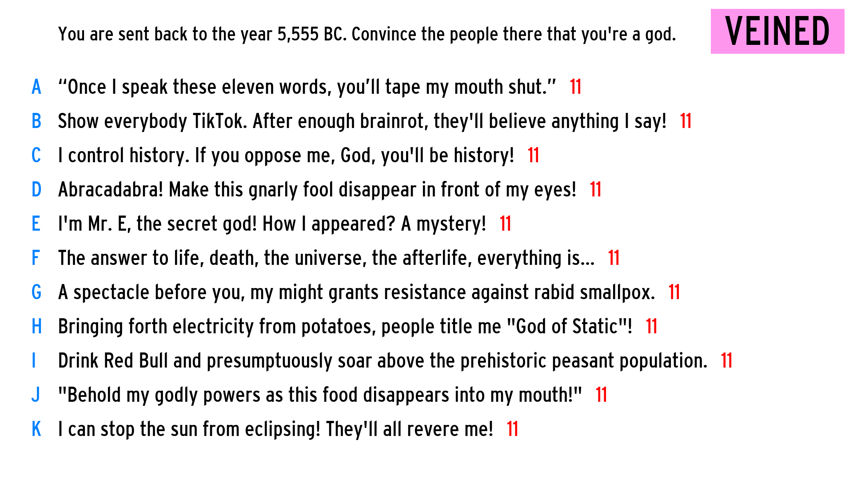 You are sent back to the year 5,555 BC. Convince the people there that you're a god.
VEINED
A “Once I speak these eleven words, you’ll tape my mouth shut.” 11
B Show everybody TikTok. After enough brainrot, they'll believe anything I say! 11
C I control history. If you oppose me, God, you'll be history! 11
D Abracadabra! Make this gnarly fool disappear in front of my eyes! 11
E I'm Mr. E, the secret god! How I appeared? A mystery! 11
F The answer to life, death, the universe, the afterlife, everything is... 11
G A spectacle before you, my might grants resistance against rabid smallpox. 11
H Bringing forth electricity from potatoes, people title me "God of Static"! 11
I Drink Red Bull and presumptuously soar above the prehistoric peasant population. 11
J "Behold my godly powers as this food disappears into my mouth!" 11
K I can stop the sun from eclipsing! They'll all revere me! 11